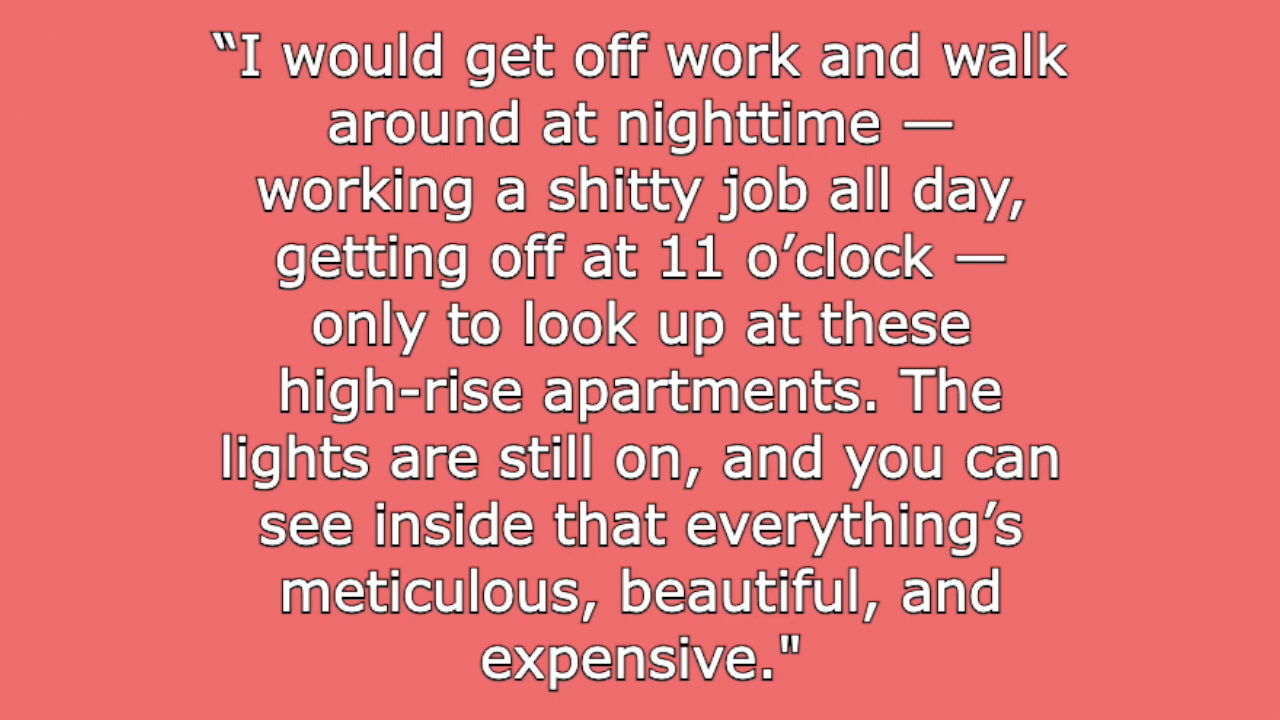 “I would get off work and walk
around at nighttime —
working a shitty job all day,
getting off at 11 o’clock —
only to look up at these
high-rise apartments. The
lights are still on, and you can
see inside that everything’s
meticulous, beautiful, and
expensive."